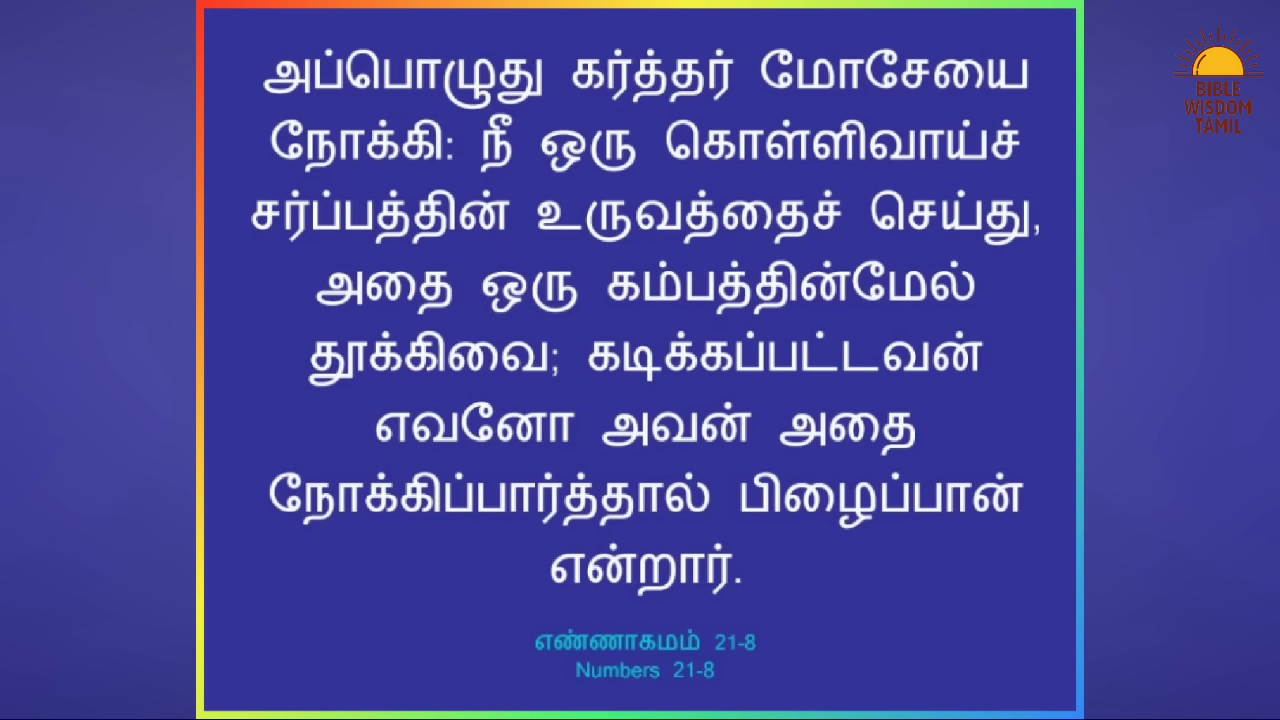 அப்பொழுது கர்த்தர் மோசேயை
நோக்கி: நீ ஒரு கொள்ளிவாய்ச்
சர்ப்பத்தின் உருவத்தைச் செய்து,
அதை ஒரு கம்பத்தின்மேல்
தூக்கிவை; கடிக்கப்பட்டவன்
எவனோ அவன் அதை
நோக்கிப்பார்த்தால் பிழைப்பான்
என்றார்.
எண்ணாகமம் 21-8
Numbers 21-8
BIBLE
WISDOM
TAMIL